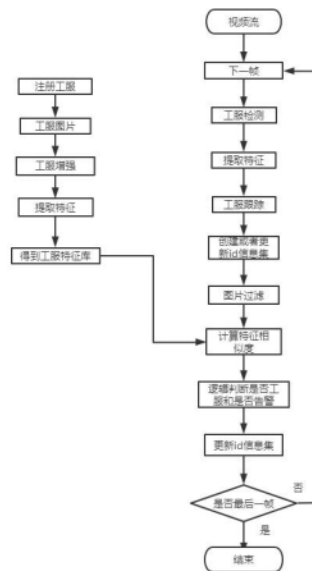 视频流
下一帧
注册工服
工服检测
工服图片
提取特征
工服增强
工服跟踪
提取特征
创建或者更
新id信息集
得到工服特征库
图片过滤
计算特征相
似度
逻辑判断是否工
服和是否告警
更新id信息集
否
是否最后一帧
是
结束